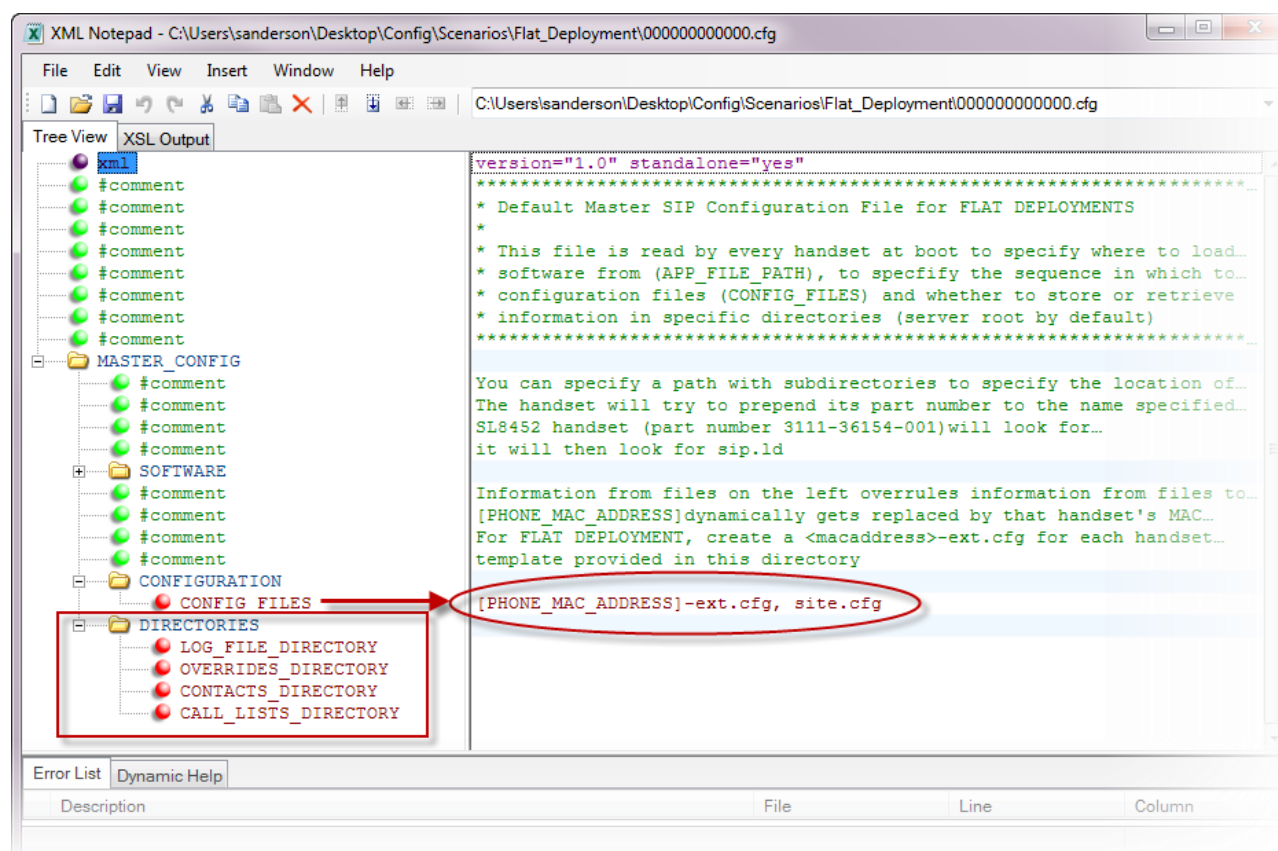 XML Notepad - C:\Users\sanderson\Desktop\Config\Scenarios\Flat_Deployment\000000000000.cfg
File Edit View Insert Window Help
C:\Users\sanderson\Desktop\Config\Scenarios\Flat_Deployment\000000000000.cfg
Tree View XSL Output
xml version="1.0" standalone="yes"
#comment **********************************************************************…
#comment * Default Master SIP Configuration File for FLAT DEPLOYMENTS
#comment *
#comment * This file is read by every handset at boot to specify where to load…
#comment * software from (APP_FILE_PATH), to specfify the sequence in which to…
#comment * configuration files (CONFIG_FILES) and whether to store or retrieve
#comment * information in specific directories (server root by default)
#comment **********************************************************************…
MASTER_CONFIG
#comment You can specify a path with subdirectories to specify the location of…
#comment The handset will try to prepend its part number to the name specified…
#comment SL8452 handset (part number 3111-36154-001)will look for…
#comment it will then look for sip.ld
SOFTWARE
#comment Information from files on the left overrules information from files to…
#comment [PHONE_MAC_ADDRESS]dynamically gets replaced by that handset's MAC…
#comment For FLAT DEPLOYMENT, create a <macaddress>-ext.cfg for each handset…
#comment template provided in this directory
CONFIGURATION
CONFIG_FILES [PHONE_MAC_ADDRESS]-ext.cfg, site.cfg
DIRECTORIES
LOG_FILE_DIRECTORY
OVERRIDES_DIRECTORY
CONTACTS_DIRECTORY
CALL_LISTS_DIRECTORY
Error List Dynamic Help
Description File Line Column